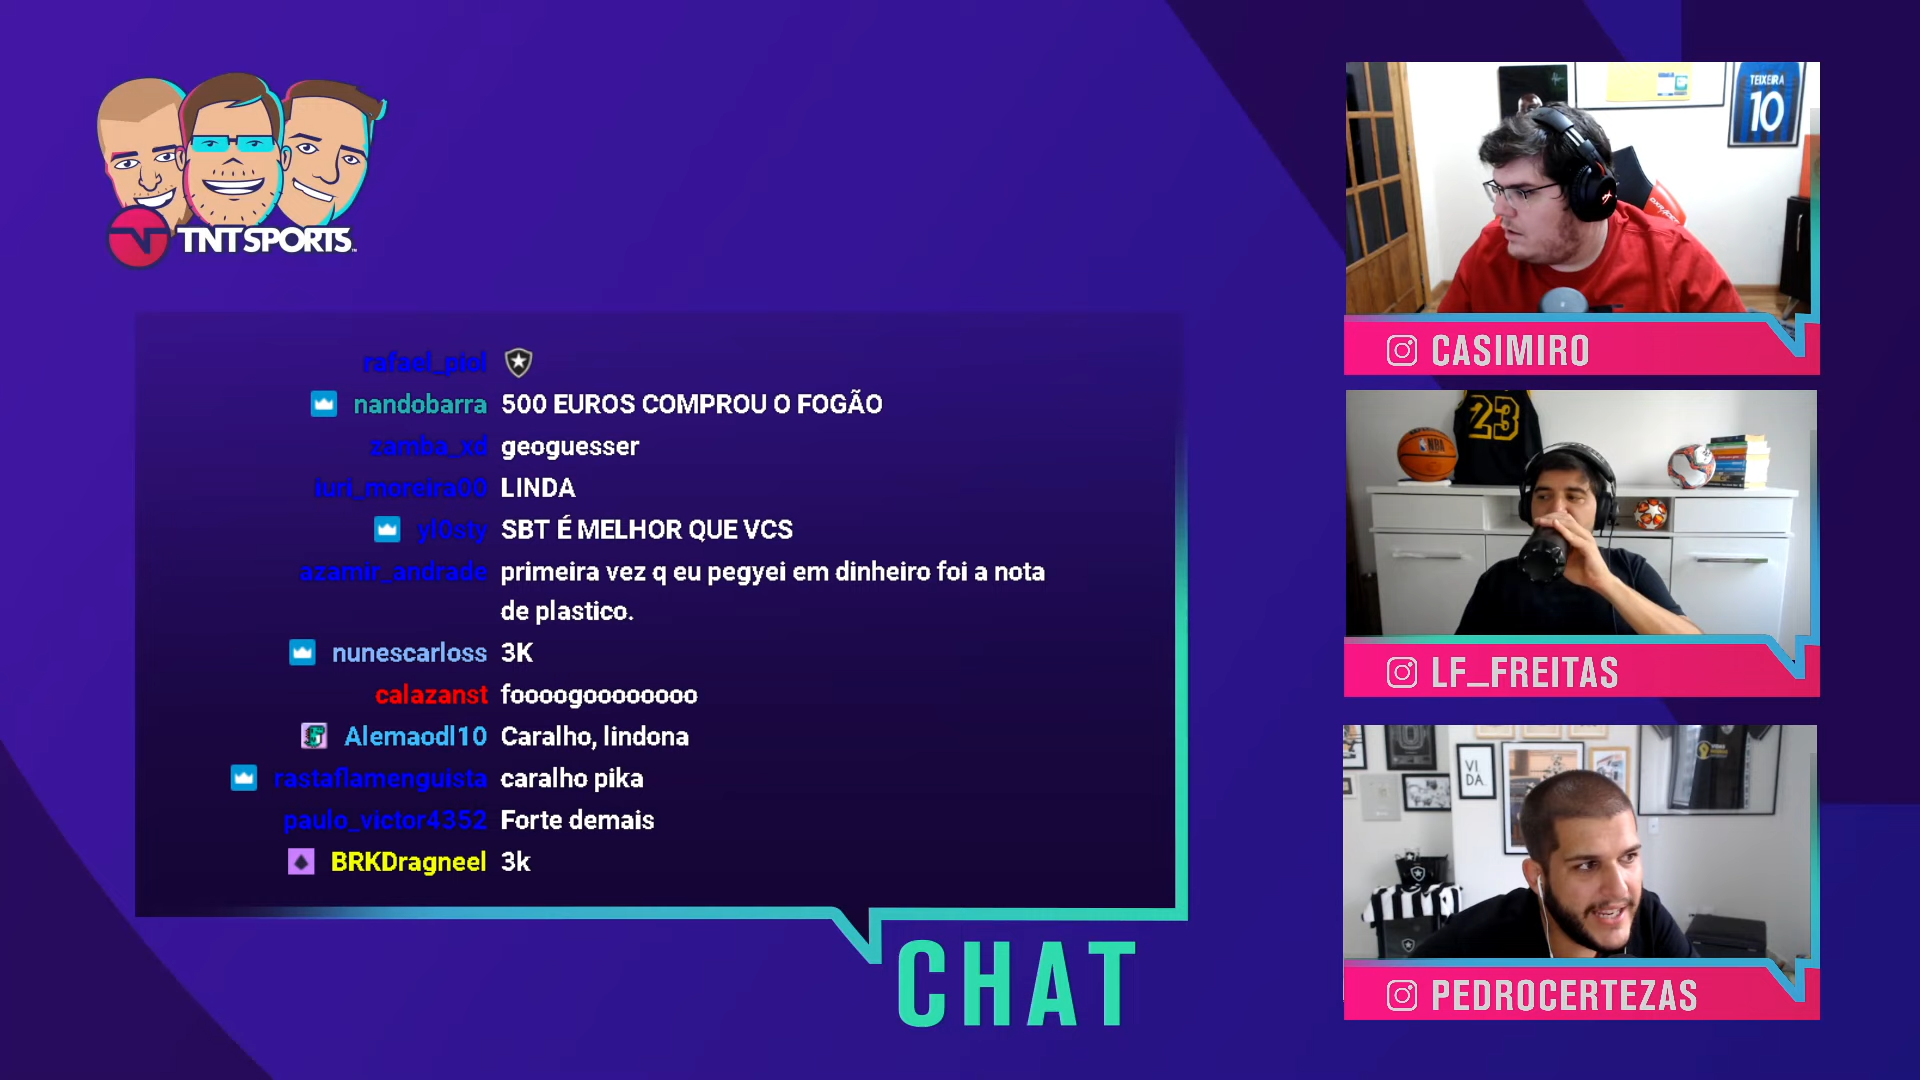 TNT SPORTS
rafael_piol
nandobarra 500 EUROS COMPROU O FOGÃO
zamba_xd geoguesser
iuri_moreira00 LINDA
yl0sty SBT É MELHOR QUE VCS
azamir_andrade primeira vez q eu pegyei em dinheiro foi a nota
de plastico.
nunescarloss 3K
calazanst foooogoooooooo
Alemaodl10 Caralho, lindona
rastaflamenguista caralho pika
paulo_victor4352 Forte demais
BRKDragneel 3k
CHAT
TEIXEIRA
10
CASIMIRO
23
NBA
LF_FREITAS
VI
DA.
PEDROCERTEZAS